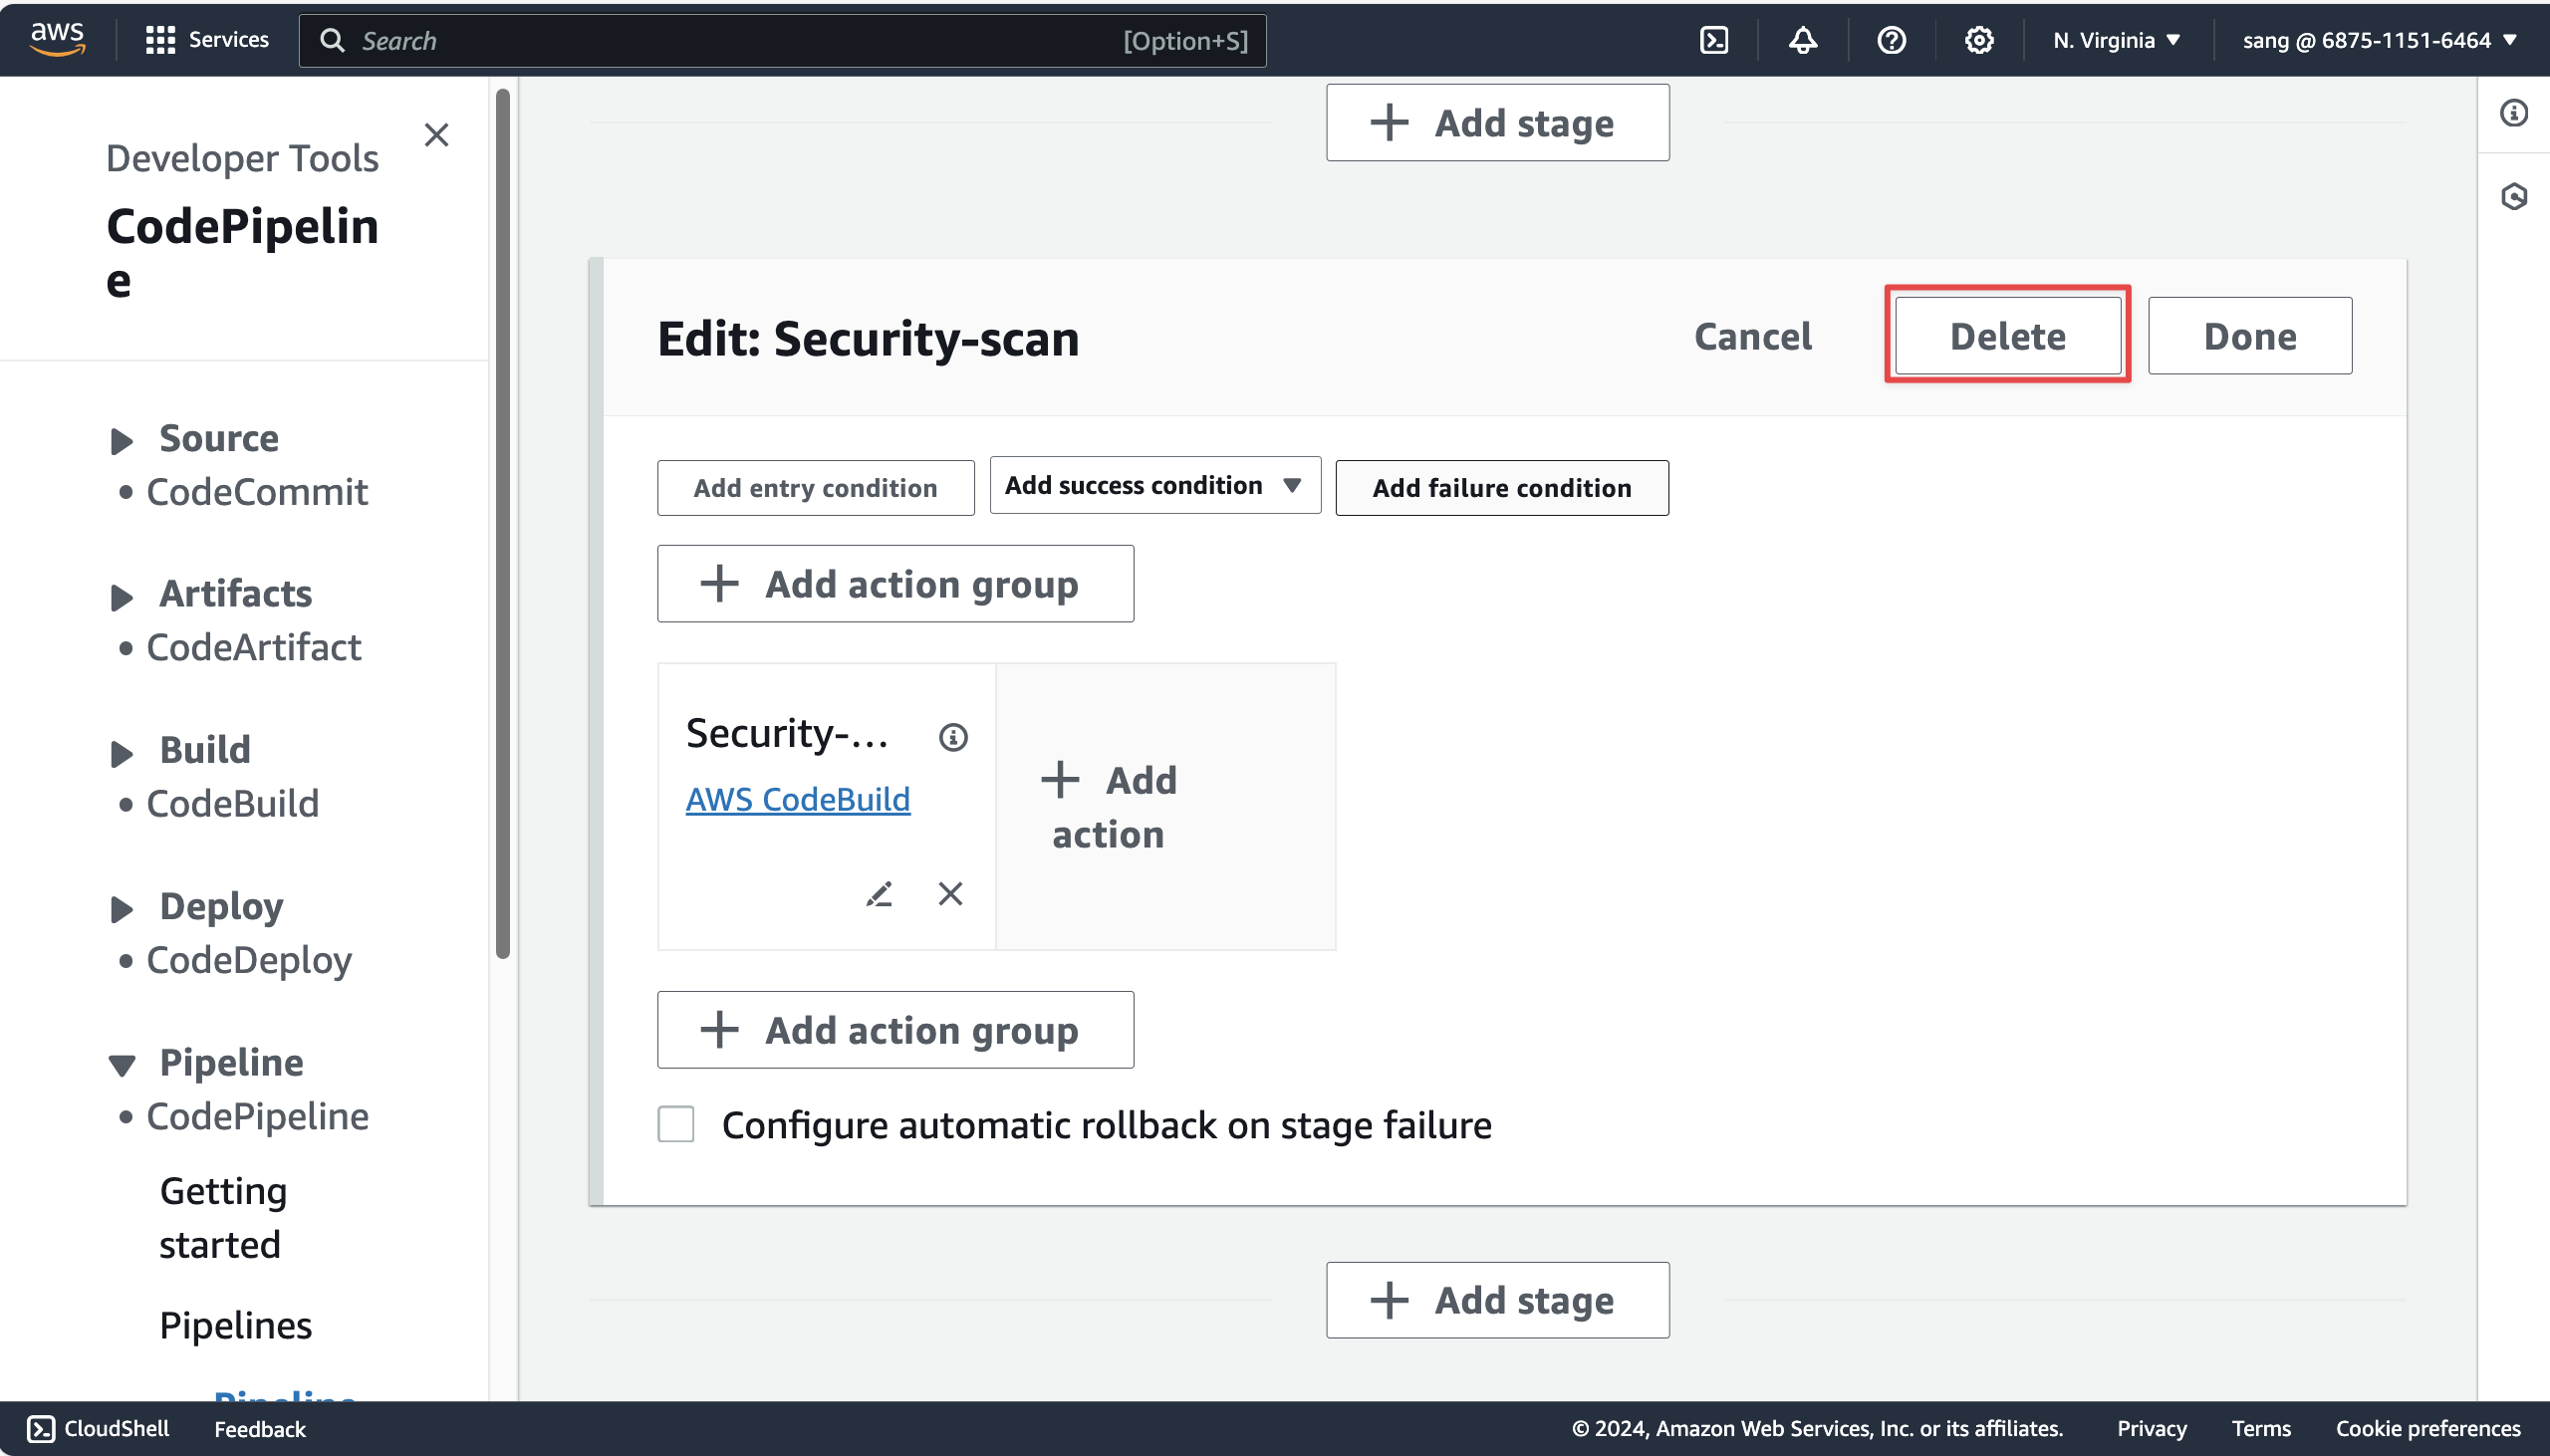 aws
Services
Search
[Option+S]
N. Virginia
sang @ 6875-1151-6464
Developer Tools
CodePipelin
e
Source
• CodeCommit
Artifacts
• CodeArtifact
Build
• CodeBuild
Deploy
• CodeDeploy
Pipeline
• CodePipeline
Getting
started
Pipelines
Pipeline
Add stage
Edit: Security-scan
Cancel
Delete
Done
Add entry condition
Add success condition
Add failure condition
Add action group
Security-...
AWS CodeBuild
Add
action
Add action group
Configure automatic rollback on stage failure
Add stage
CloudShell
Feedback
© 2024, Amazon Web Services, Inc. or its affiliates.
Privacy
Terms
Cookie preferences